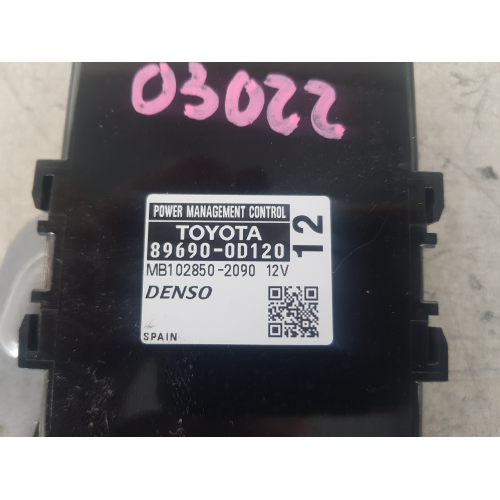 03022
POWER MANAGEMENT CONTROL
TOYOTA
89690-0D120
12
MB102850-2090 12V
DENSO
SPAIN